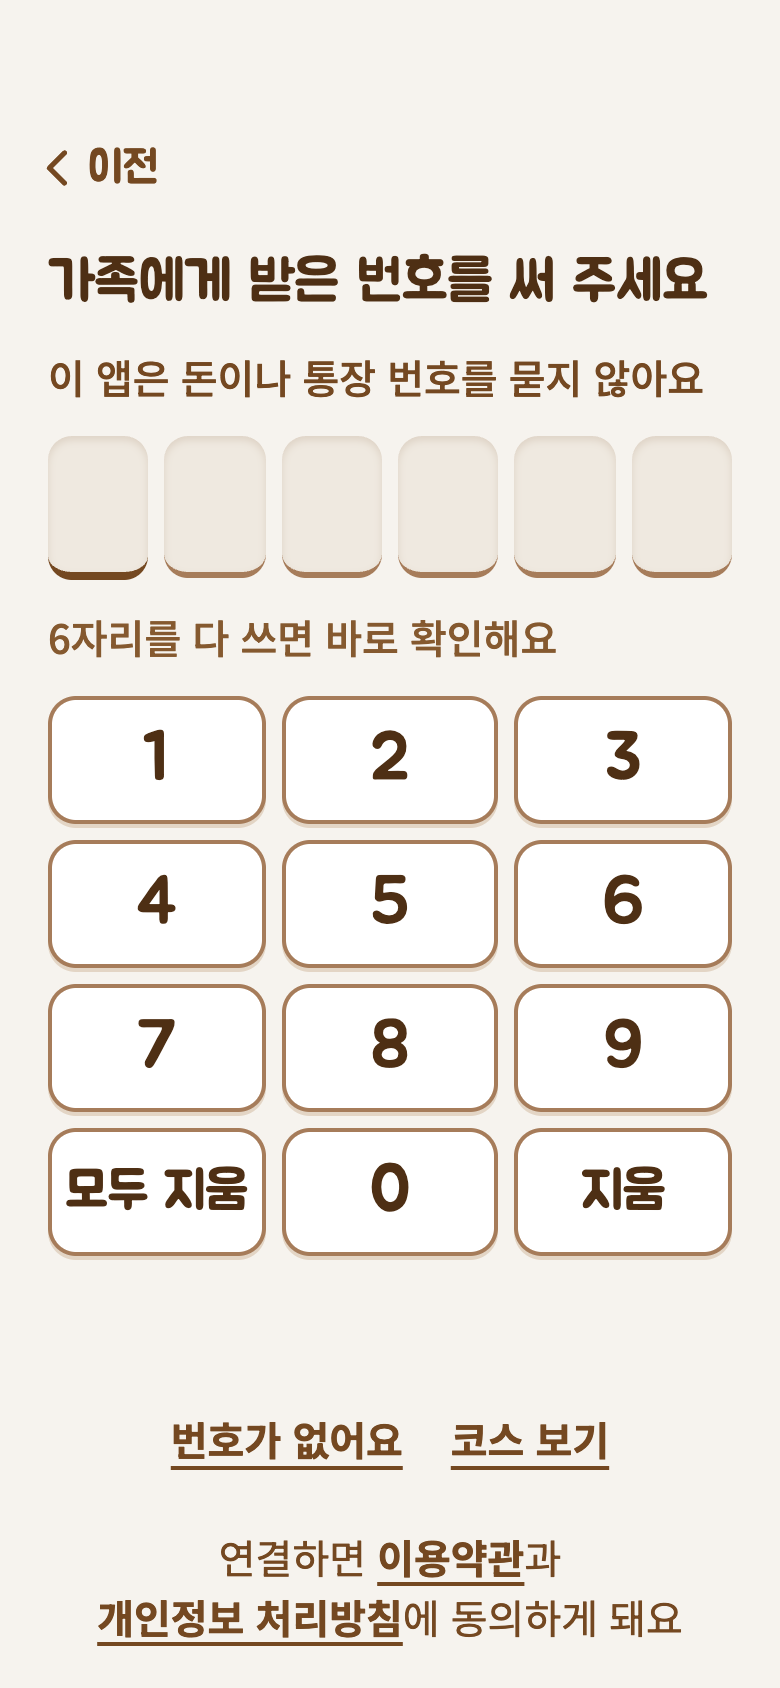 이전
가족에게 받은 번호를 써 주세요
이 앱은 돈이나 통장 번호를 묻지 않아요
6자리를 다 쓰면 바로 확인해요
1 2 3
4 5 6
7 8 9
모두 지움 0 지움
번호가 없어요 코스 보기
연결하면 이용약관과
개인정보 처리방침에 동의하게 돼요